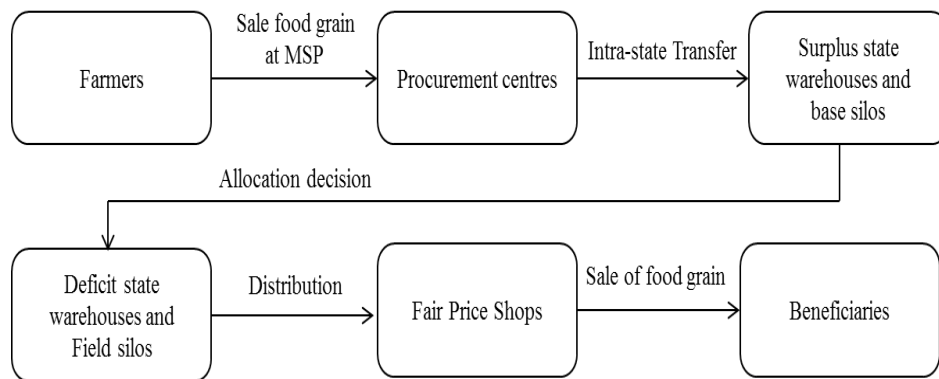 Farmers
Sale food grain
at MSP
Procurement centres
Intra-state Transfer
Surplus state
warehouses and
base silos
Allocation decision
Deficit state
warehouses and
Field silos
Distribution
Fair Price Shops
Sale of food grain
Beneficiaries